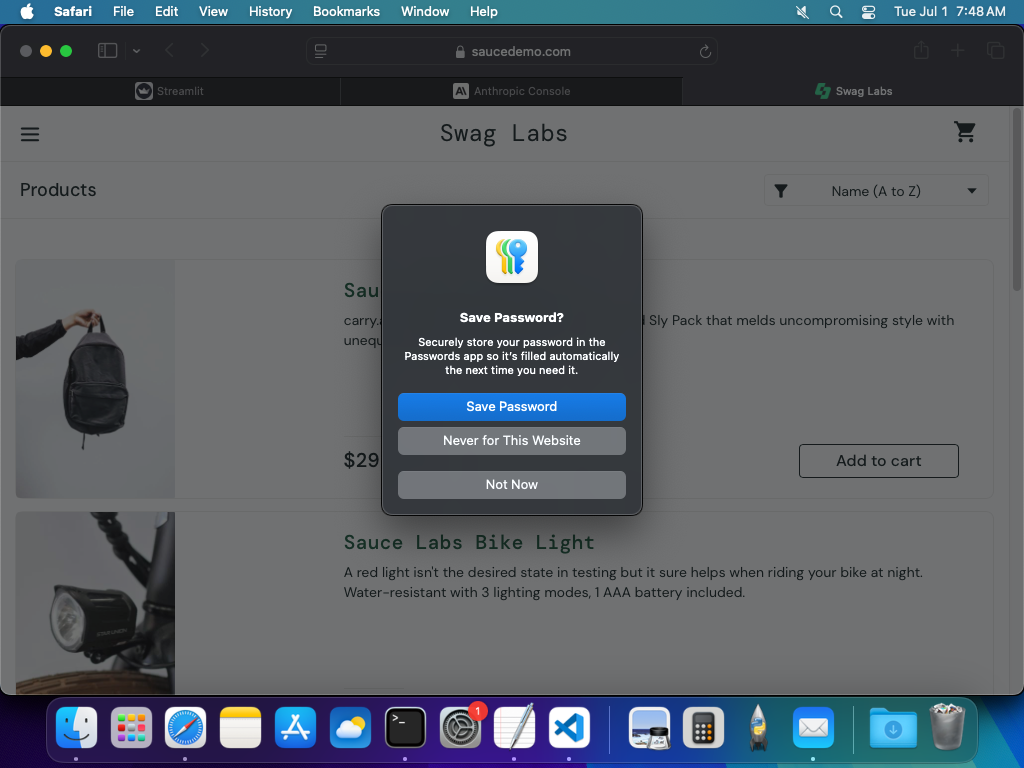 Safari File Edit View History Bookmarks Window Help Tue Jul 1 7:48 AM
saucedemo.com
Streamlit Anthropic Console Swag Labs
Swag Labs
Products Name (A to Z)
Sau
carry. Sly Pack that melds uncompromising style with
unequ
$29 Add to cart
Save Password?
Securely store your password in the
Passwords app so it's filled automatically
the next time you need it.
Save Password
Never for This Website
Not Now
Sauce Labs Bike Light
A red light isn't the desired state in testing but it sure helps when riding your bike at night.
Water-resistant with 3 lighting modes, 1 AAA battery included.
1